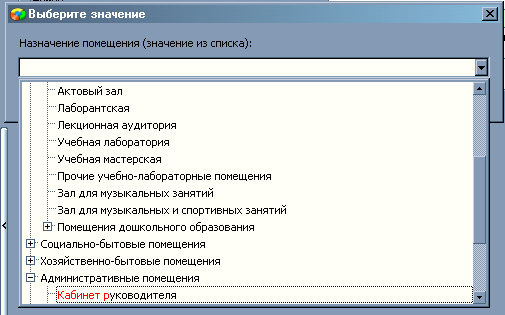 Выберите значение
Назначение помещения (значение из списка):
Актовый зал
Лаборантская
Лекционная аудитория
Учебная лаборатория
Учебная мастерская
Прочие учебно-лабораторные помещения
Зал для музыкальных занятий
Зал для музыкальных и спортивных занятий
Помещения дошкольного образования
Социально-бытовые помещения
Хозяйственно-бытовые помещения
Административные помещения
Кабинет руководителя